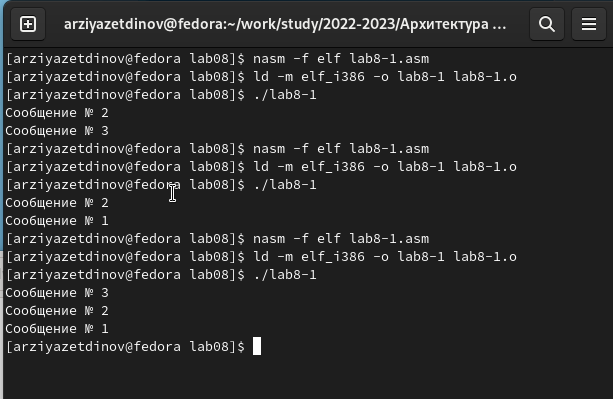 arziyazetdinov@fedora:~/work/study/2022-2023/Архитектура ...
[arziyazetdinov@fedora lab08]$ nasm -f elf lab8-1.asm
[arziyazetdinov@fedora lab08]$ ld -m elf_i386 -o lab8-1 lab8-1.o
[arziyazetdinov@fedora lab08]$ ./lab8-1
Сообщение № 2
Сообщение № 3
[arziyazetdinov@fedora lab08]$ nasm -f elf lab8-1.asm
[arziyazetdinov@fedora lab08]$ ld -m elf_i386 -o lab8-1 lab8-1.o
[arziyazetdinov@fedora lab08]$ ./lab8-1
Сообщение № 2
Сообщение № 1
[arziyazetdinov@fedora lab08]$ nasm -f elf lab8-1.asm
[arziyazetdinov@fedora lab08]$ ld -m elf_i386 -o lab8-1 lab8-1.o
[arziyazetdinov@fedora lab08]$ ./lab8-1
Сообщение № 3
Сообщение № 2
Сообщение № 1
[arziyazetdinov@fedora lab08]$